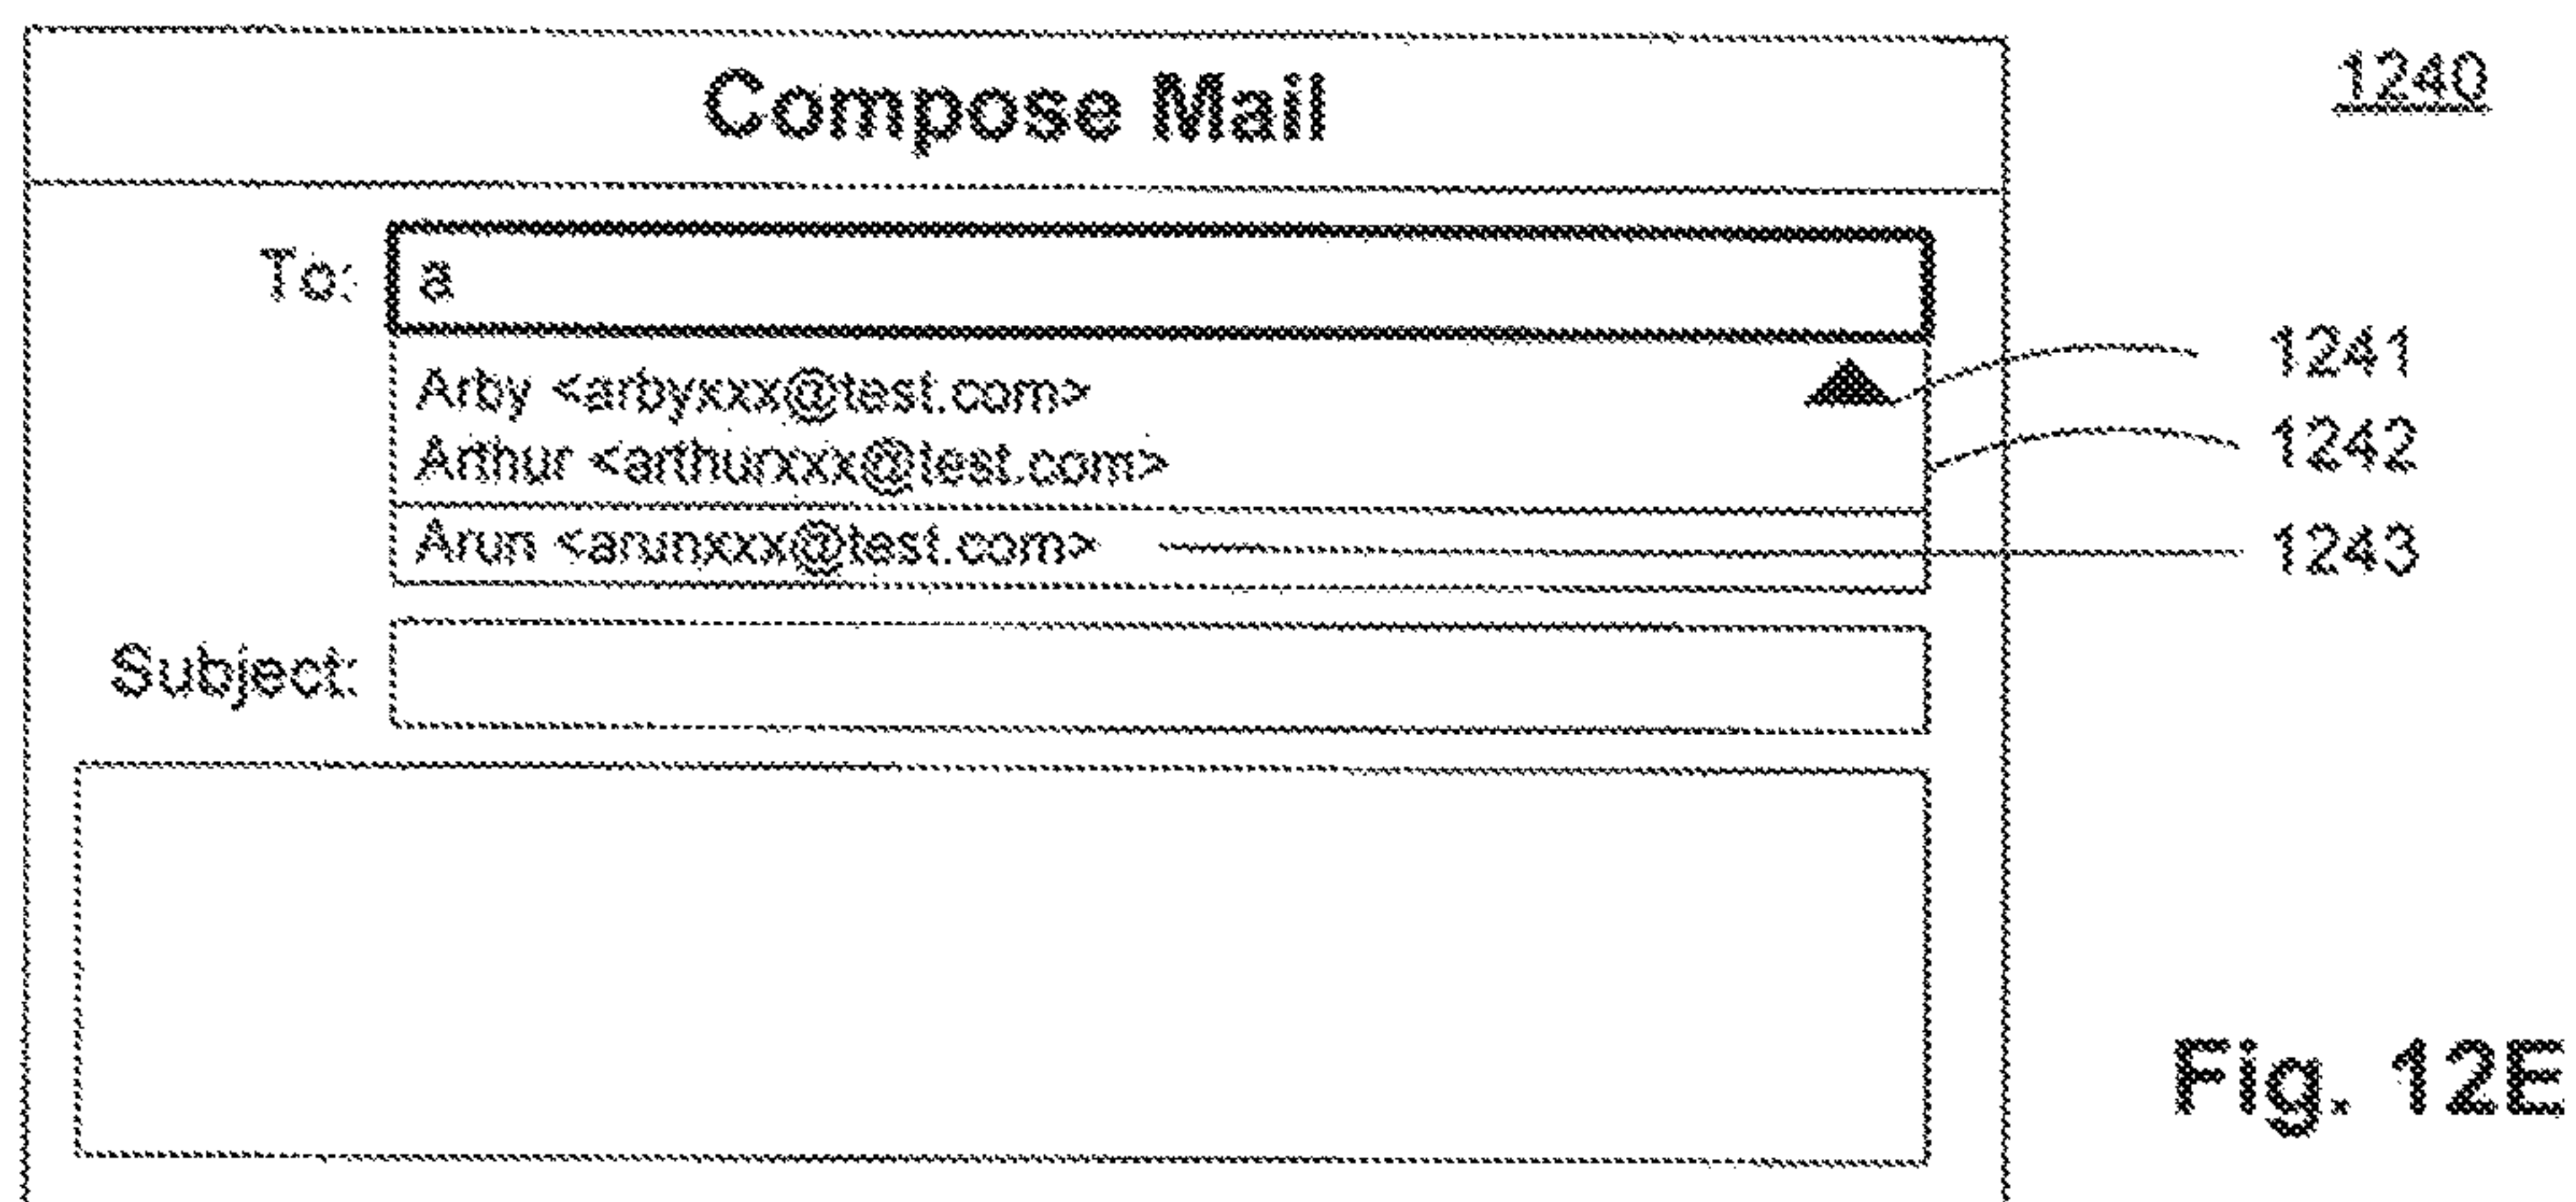 Compose Mail
1240
To: a
Arby <arbyxxx@test.com>
1241
Arthur <arthurxxx@test.com>
1242
Arun <arunxxx@test.com>
1243
Subject:
Fig. 12E